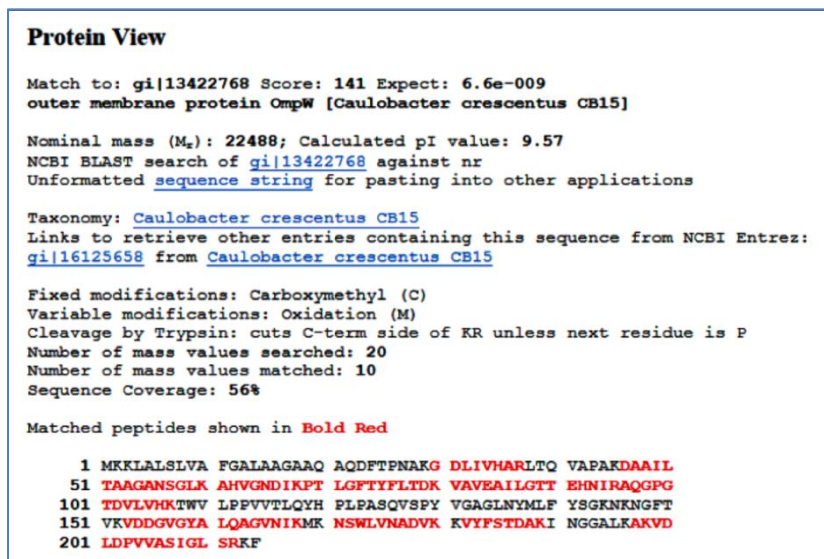 Protein View
Match to: gi|13422768 Score: 141 Expect: 6.6e-009
outer membrane protein OmpW [Caulobacter crescentus CB15]
Nominal mass (Mr): 22488; Calculated pI value: 9.57
NCBI BLAST search of gi|13422768 against nr
Unformatted sequence string for pasting into other applications
Taxonomy: Caulobacter crescentus CB15
Links to retrieve other entries containing this sequence from NCBI Entrez:
gi|16125658 from Caulobacter crescentus CB15
Fixed modifications: Carboxymethyl (C)
Variable modifications: Oxidation (M)
Cleavage by Trypsin: cuts C-term side of KR unless next residue is P
Number of mass values searched: 20
Number of mass values matched: 10
Sequence Coverage: 56%
Matched peptides shown in Bold Red
1 MKKLALSLVA FGALAAGAAQ AQDFTPNAKG DLIVHARLTQ VAPAKDAAIL
51 TAAGANSGLK AHVGNDIKPT LGFTYFLTDK VAVEAILGTT EHNIRAQGPG
101 TDVLVHKTWV LPPVVTLQYH PLPASQVSPY VGAGLNYMLF YSGKNKNGFT
151 VKVDDGVGYA LQAGVNIKMK NSWLVNADVK KVYFSTDAKI NGGALKAKVD
201 LDPVVASIGL SRKF